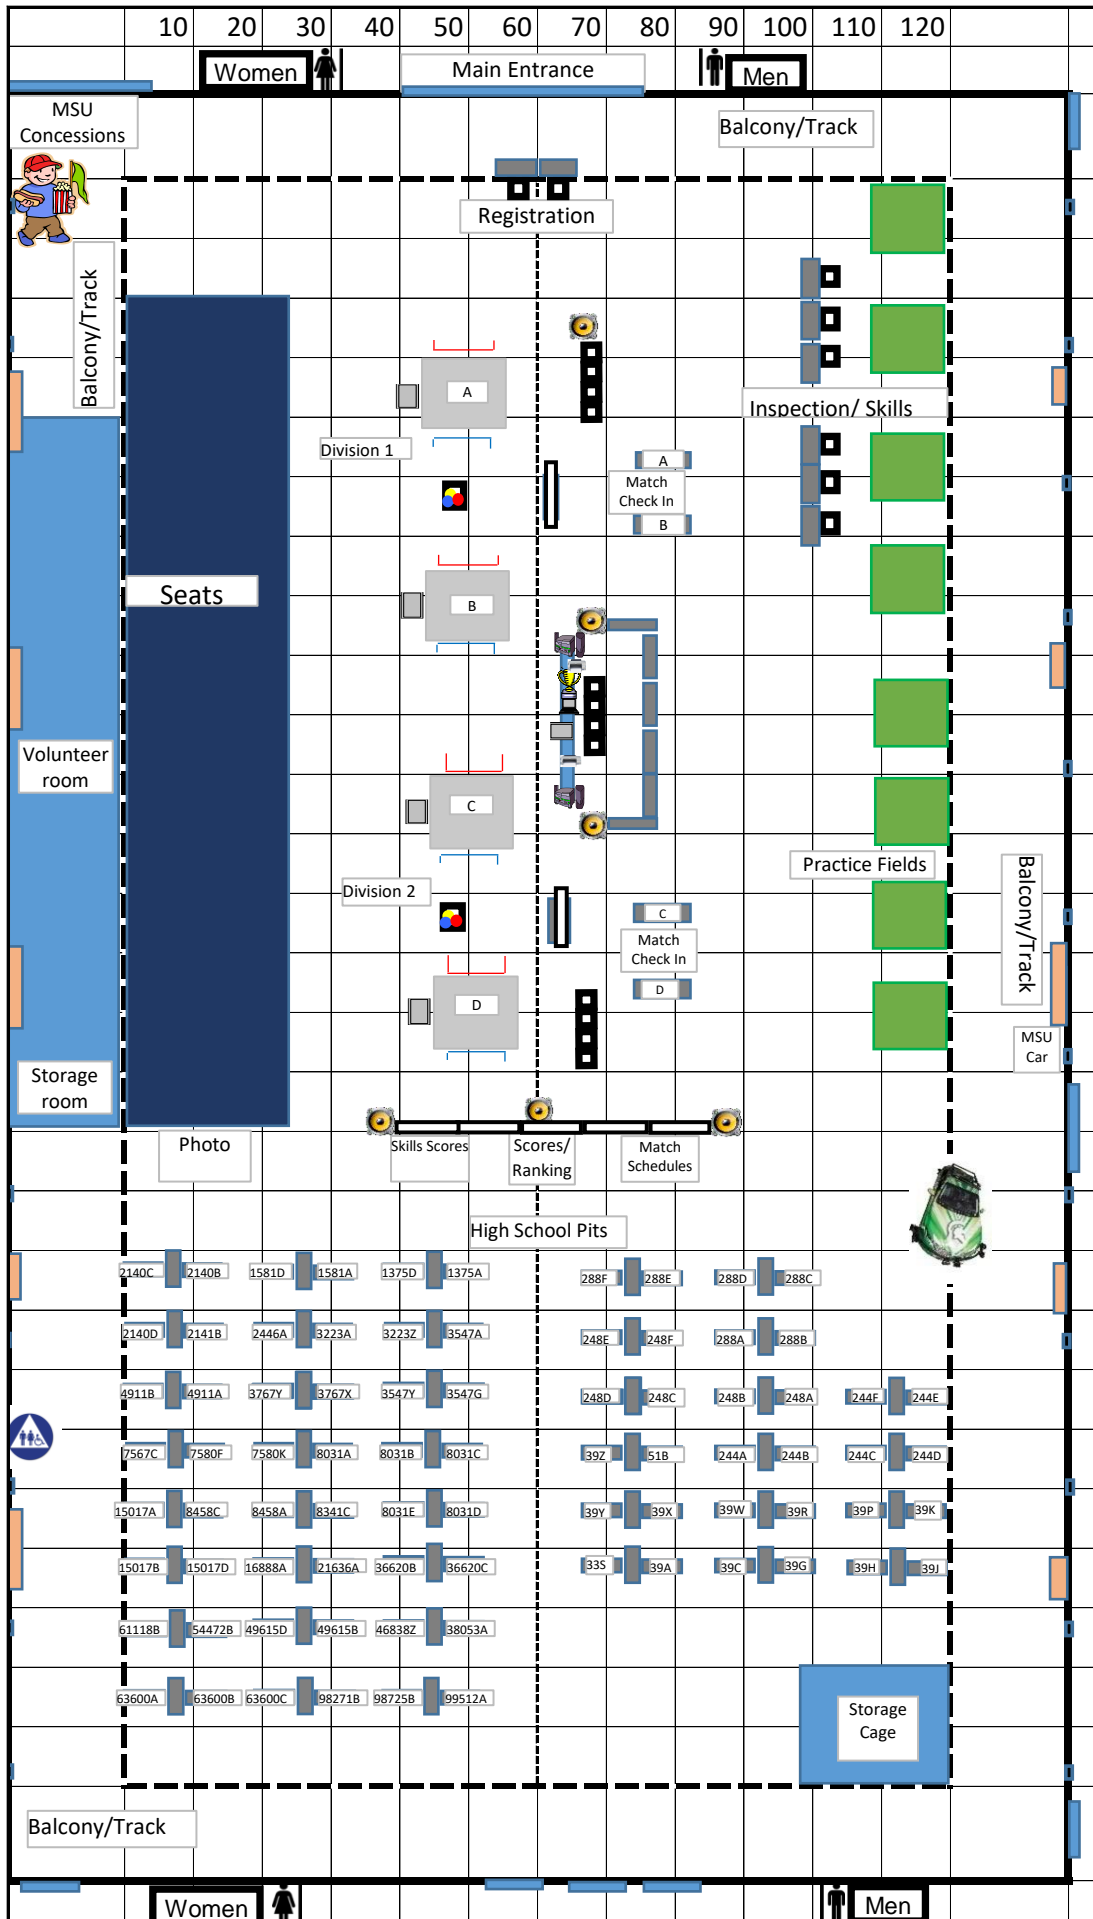 10 20 30 40 50 60 70 80 90 100 110 120
Women
Main Entrance
Men
MSU
Concessions
Balcony/Track
Registration
Balcony/Track
A
Inspection/ Skills
Division 1
A
Match
Check In
B
Seats
B
Volunteer
room
C
Practice Fields
Balcony/Track
Division 2
C
Match
Check In
D
D
MSU
Car
Storage
room
Photo
Skills Scores
Scores/
Ranking
Match
Schedules
High School Pits
2140C 2140B 1581D 1581A 1375D 1375A 288F 288E 288D 288C
2140D 2141B 2446A 3223A 3223Z 3547A 248E 248F 288A 288B
4911B 4911A 3767Y 3767X 3547Y 3547G 248D 248C 248B 248A 244F 244E
7567C 7580F 7580K 8031A 8031B 8031C 39Z 51B 244A 244B 244C 244D
15017A 8458C 8458A 8341C 8031E 8031D 39Y 39X 39W 39R 39P 39K
15017B 15017D 16888A 21636A 36620B 36620C 33S 39A 39C 39G 39H 39J
61118B 54472B 49615D 49615B 46838Z 38053A
63600A 63600B 63600C 98271B 98725B 99512A
Storage
Cage
Balcony/Track
Women
Men